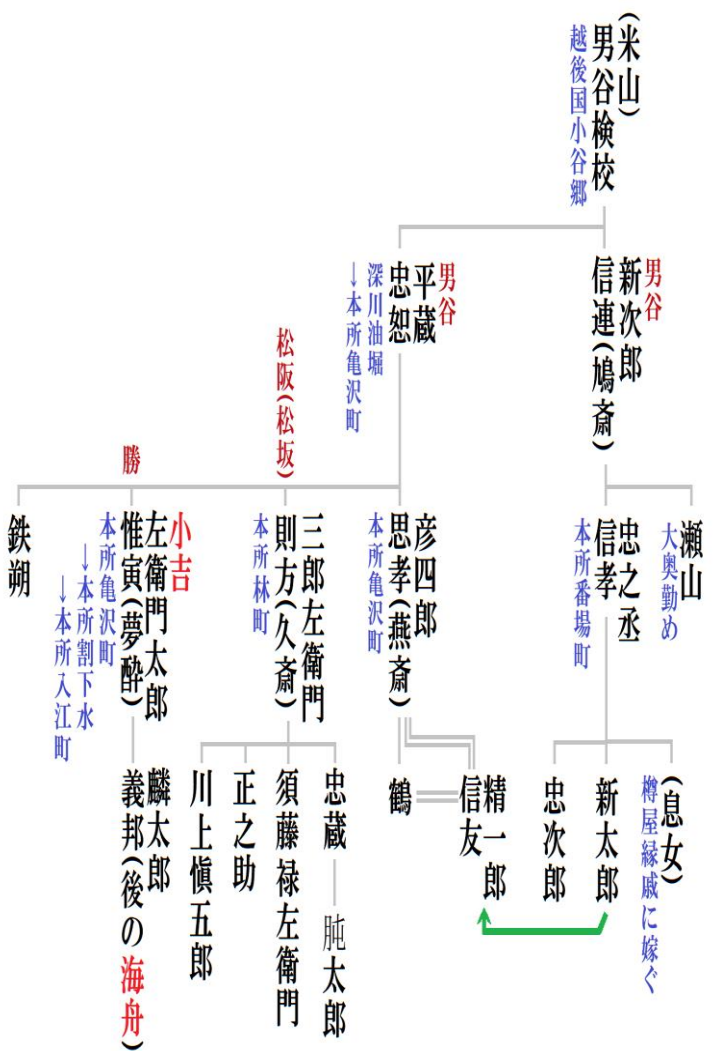 (米山)
男谷検校
越後国小谷郷
男谷
新次郎
信連(鳩斎)
男谷
平蔵
忠恕
深川油堀
→本所亀沢町
瀬山
大奥勤め
忠之丞
信孝
本所番場町
彦四郎
思孝(燕斎)
本所亀沢町
松阪(松坂)
三郎左衛門
則方(久斎)
本所林町
勝
小吉
左衛門太郎
惟寅(夢酔)
本所亀沢町
→本所割下水
→本所入江町
鉄朔
(息女)
樽屋縁戚に嫁ぐ
新太郎
忠次郎
精一郎
信友
鶴
忠蔵
肫太郎
須藤禄左衛門
正之助
川上愼五郎
麟太郎
義邦(後の海舟)